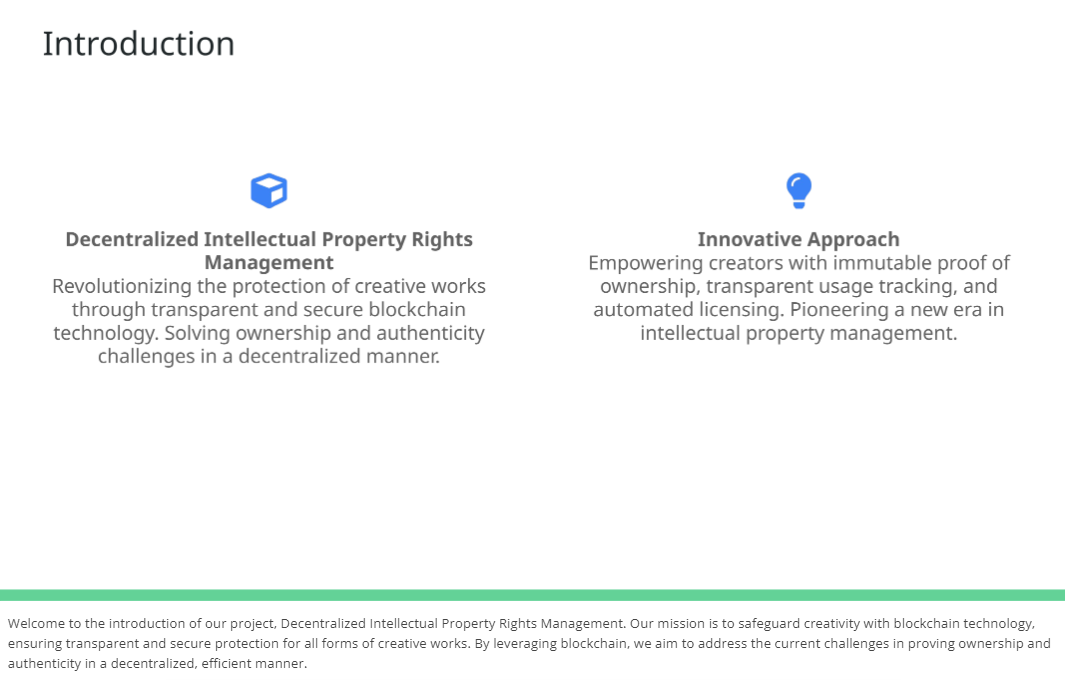 Introduction
Decentralized Intellectual Property Rights
Management
Revolutionizing the protection of creative works
through transparent and secure blockchain
technology. Solving ownership and authenticity
challenges in a decentralized manner.
Innovative Approach
Empowering creators with immutable proof of
ownership, transparent usage tracking, and
automated licensing. Pioneering a new era in
intellectual property management.
Welcome to the introduction of our project, Decentralized Intellectual Property Rights Management. Our mission is to safeguard creativity with blockchain technology,
ensuring transparent and secure protection for all forms of creative works. By leveraging blockchain, we aim to address the current challenges in proving ownership and
authenticity in a decentralized, efficient manner.